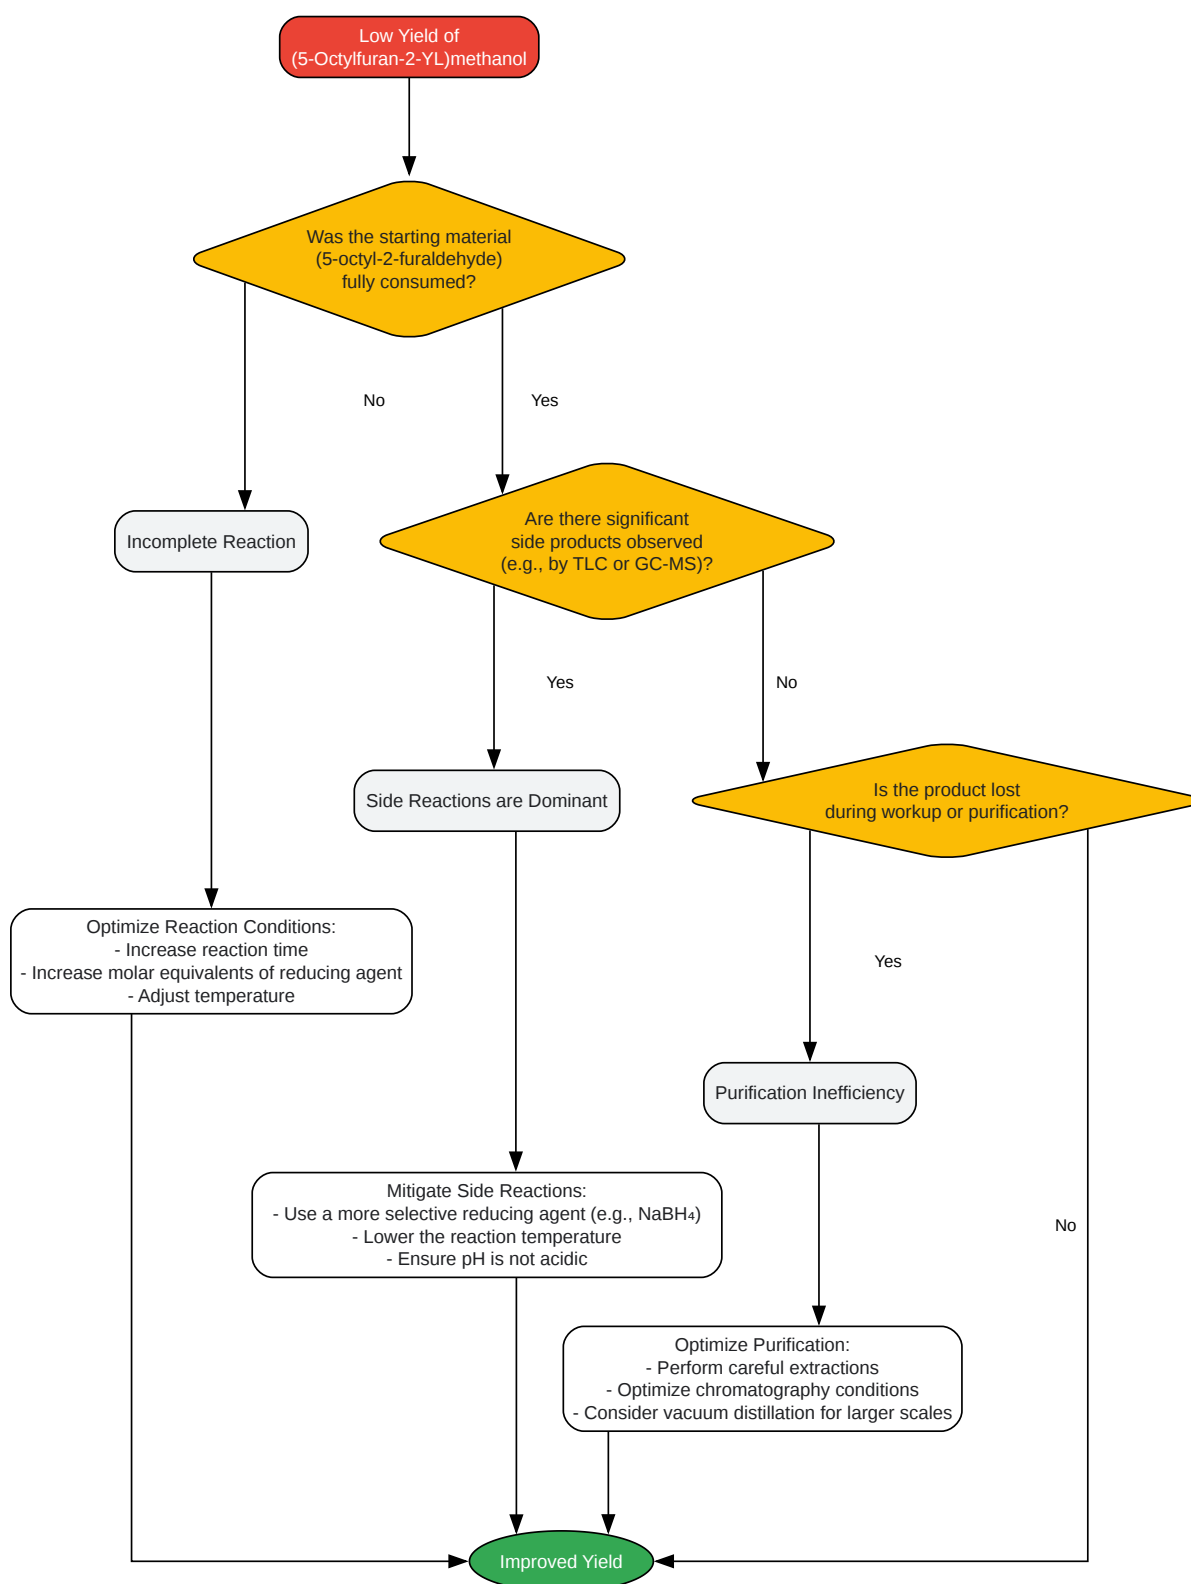 Low Yield of
(5-Octylfuran-2-YL)methanol
Was the starting material
(5-octyl-2-furaldehyde)
fully consumed?
No
Yes
Incomplete Reaction
Are there significant
side products observed
(e.g., by TLC or GC-MS)?
Yes
No
Side Reactions are Dominant
Is the product lost
during workup or purification?
Optimize Reaction Conditions:
- Increase reaction time
- Increase molar equivalents of reducing agent
- Adjust temperature
Yes
Purification Inefficiency
Mitigate Side Reactions:
- Use a more selective reducing agent (e.g., NaBH₄)
- Lower the reaction temperature
- Ensure pH is not acidic
No
Optimize Purification:
- Perform careful extractions
- Optimize chromatography conditions
- Consider vacuum distillation for larger scales
Improved Yield